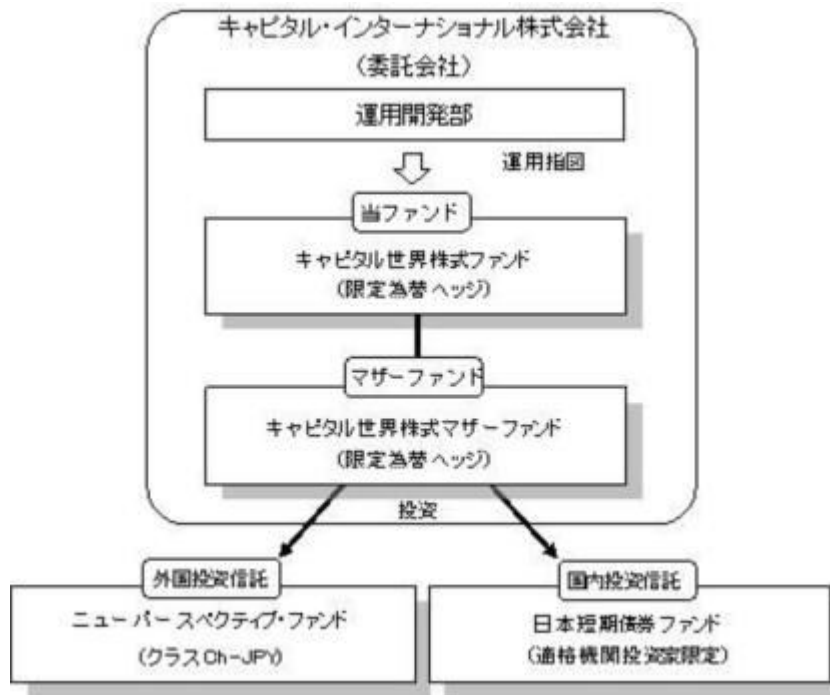 キャピタル・インターナショナル株式会社
（委託会社）
運用開発部
運用指図
当ファンド
キャピタル世界株式ファンド
（限定為替ヘッジ）
マザーファンド
キャピタル世界株式マザーファンド
（限定為替ヘッジ）
投資
外国投資信託
ニューパースペクティブ・ファンド
（クラスCh-JPY）
国内投資信託
日本短期債券ファンド
（適格機関投資家限定）